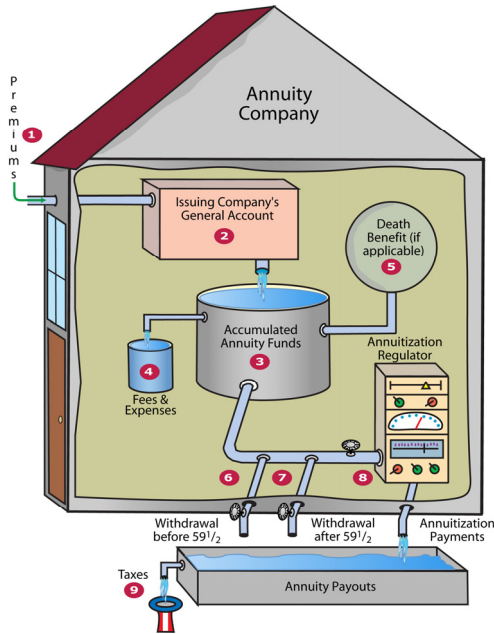 Annuity
Company
Premiums
1
Issuing Company's
General Account
2
Death
Benefit (if
applicable)
5
Accumulated
Annuity Funds
3
4
Fees &
Expenses
Annuitization
Regulator
6
7
8
Withdrawal
before 59¹/₂
Withdrawal
after 59¹/₂
Annuitization
Payments
Taxes
9
Annuity Payouts